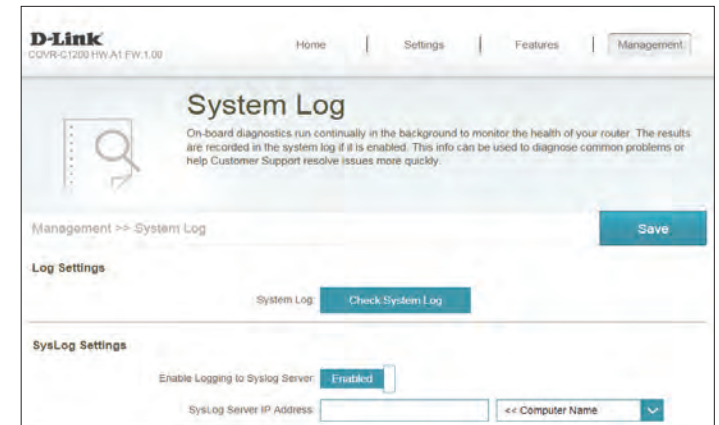 D-Link
COVR-C1200 HW:A1 FW:1.00
Home | Settings | Features | Management
System Log
On-board diagnostics run continually in the background to monitor the health of your router. The results
are recorded in the system log if it is enabled. This info can be used to diagnose common problems or
help Customer Support resolve issues more quickly.
Management >> System Log
Save
Log Settings
System Log: Check System Log
SysLog Settings
Enable Logging to Syslog Server: Enabled
SysLog Server IP Address: << Computer Name